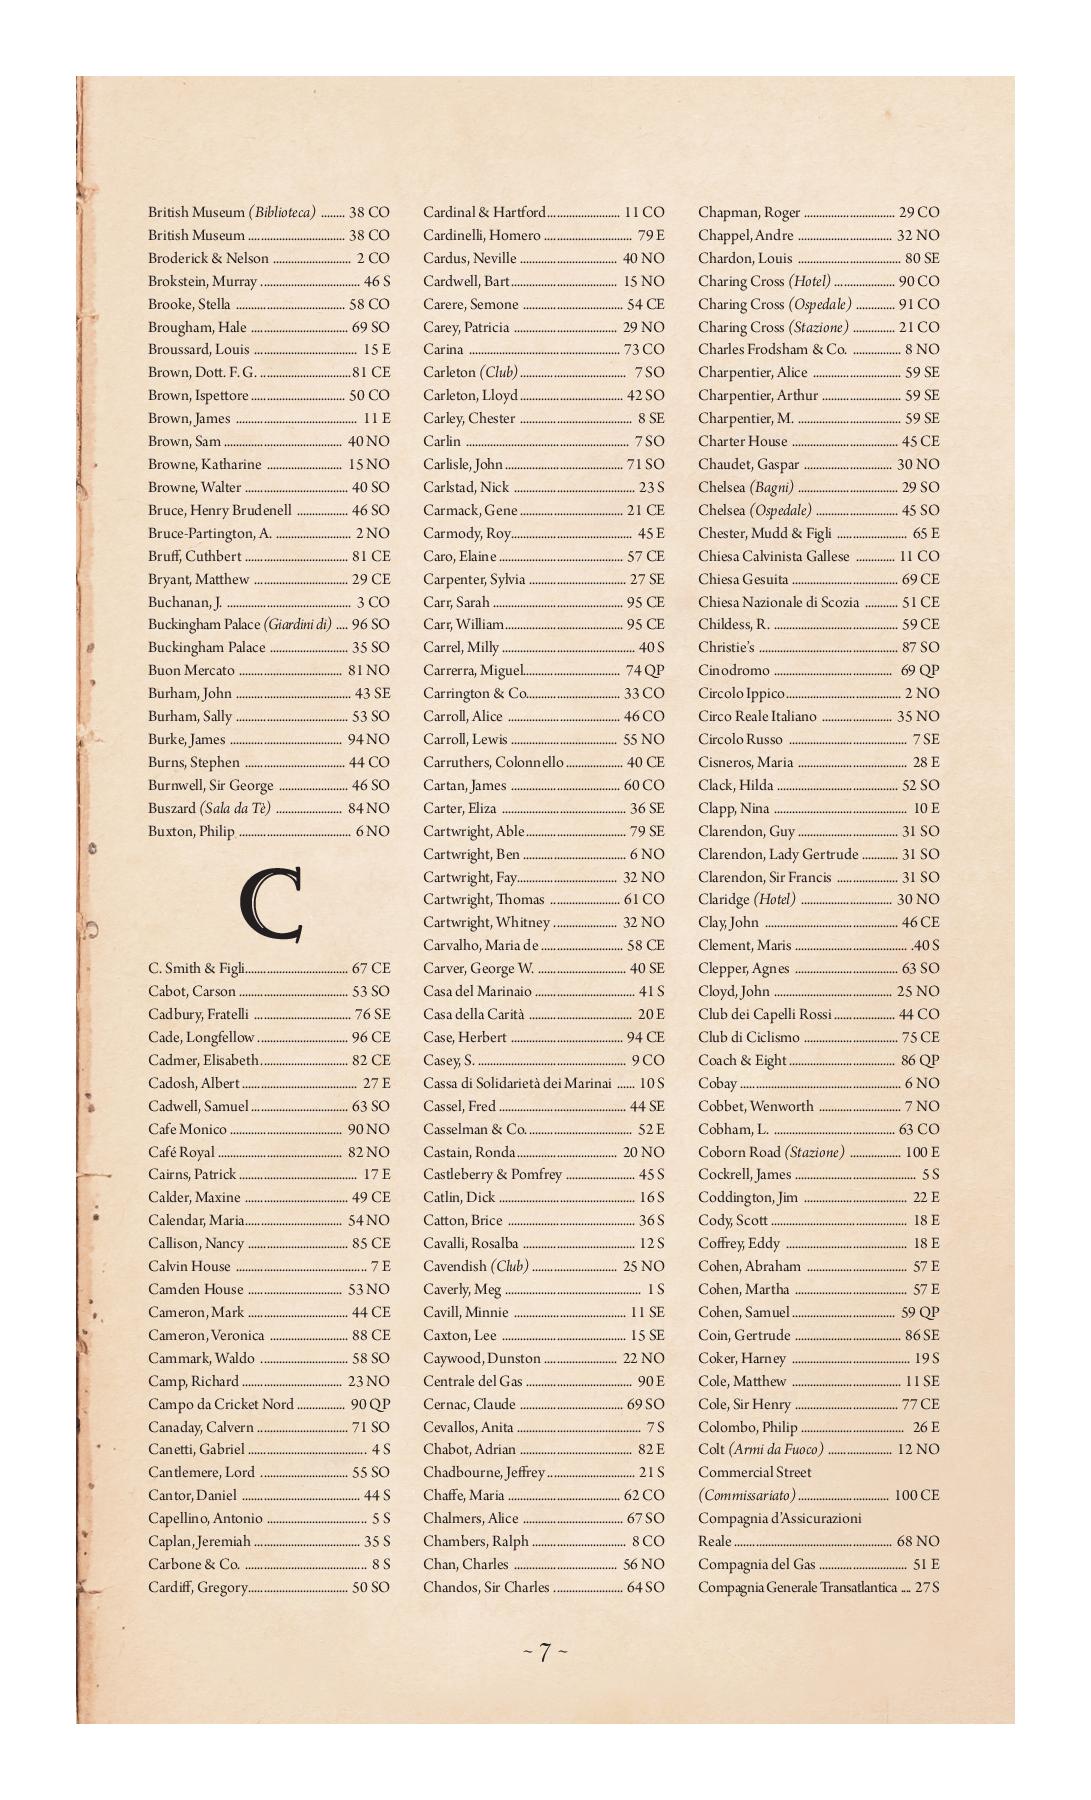 British Museum (Biblioteca) ........ 38 CO
British Museum ................................ 38 CO
Broderick & Nelson .......................... 2 CO
Brokstein, Murray ................................. 46 S
Brooke, Stella ..................................... 58 CO
Brougham, Hale ................................ 69 SO
Broussard, Louis .................................. 15 E
Brown, Dott. F. G. ..............................81 CE
Brown, Ispettore ............................... 50 CO
Brown, James ........................................ 11 E
Brown, Sam ....................................... 40 NO
Browne, Katharine ......................... 15 NO
Browne, Walter .................................. 40 SO
Bruce, Henry Brudenell ................. 46 SO
Bruce-Partington, A. ......................... 2 NO
Bruff, Cuthbert .................................. 81 CE
Bryant, Matthew ............................... 29 CE
Buchanan, J. ......................................... 3 CO
Buckingham Palace (Giardini di) .... 96 SO
Buckingham Palace .......................... 35 SO
Buon Mercato ................................... 81 NO
Burham, John ....................................... 43 SE
Burham, Sally ..................................... 53 SO
Burke, James ..................................... 94 NO
Burns, Stephen .................................. 44 CO
Burnwell, Sir George ....................... 46 SO
Buszard (Sala da Tè) ...................... 84 NO
Buxton, Philip ..................................... 6 NO
C
C. Smith & Figli.................................. 67 CE
Cabot, Carson .................................... 53 SO
Cadbury, Fratelli ................................ 76 SE
Cade, Longfellow .............................. 96 CE
Cadmer, Elisabeth............................. 82 CE
Cadosh, Albert ...................................... 27 E
Cadwell, Samuel ................................ 63 SO
Cafe Monico ..................................... 90 NO
Café Royal .......................................... 82 NO
Cairns, Patrick ....................................... 17 E
Calder, Maxine .................................. 49 CE
Calendar, Maria................................. 54 NO
Callison, Nancy ................................. 85 CE
Calvin House ........................................... 7 E
Camden House ................................ 53 NO
Cameron, Mark ................................. 44 CE
Cameron, Veronica .......................... 88 CE
Cammark, Waldo ............................. 58 SO
Camp, Richard .................................. 23 NO
Campo da Cricket Nord ................ 90 QP
Canaday, Calvern ............................... 71 SO
Canetti, Gabriel ....................................... 4 S
Cantlemere, Lord ............................. 55 SO
Cantor, Daniel ....................................... 44 S
Capellino, Antonio ................................ 5 S
Caplan, Jeremiah ................................... 35 S
Carbone & Co. ......................................... 8 S
Cardiff, Gregory................................. 50 SO
Cardinal & Hartford........................ 11 CO
Cardinelli, Homero ............................. 79 E
Cardus, Neville ................................ 40 NO
Cardwell, Bart................................... 15 NO
Carere, Semone ................................. 54 CE
Carey, Patricia .................................. 29 NO
Carina .................................................. 73 CO
Carleton (Club) ................................... 7 SO
Carleton, Lloyd .................................. 42 SO
Carley, Chester ..................................... 8 SE
Carlin ................................................... 7 SO
Carlisle, John ....................................... 71 SO
Carlstad, Nick ........................................ 23 S
Carmack, Gene ................................... 21 CE
Carmody, Roy......................................... 45 E
Caro, Elaine .......................................... 57 CE
Carpenter, Sylvia ................................ 27 SE
Carr, Sarah ........................................... 95 CE
Carr, William....................................... 95 CE
Carrel, Milly ............................................. 40 S
Carrerra, Miguel................................ 74 QP
Carrington & Co............................... 33 CO
Carroll, Alice ..................................... 46 CO
Carroll, Lewis .................................... 55 NO
Carruthers, Colonnello ................... 40 CE
Cartan, James ..................................... 60 CO
Carter, Eliza ........................................ 36 SE
Cartwright, Able................................. 79 SE
Cartwright, Ben .................................. 6 NO
Cartwright, Fay................................... 32 NO
Cartwright, Thomas ......................... 61 CO
Cartwright, Whitney ...................... 32 NO
Carvalho, Maria de ............................ 58 CE
Carver, George W. ............................. 40 SE
Casa del Marinaio ................................. 41 S
Casa della Carità .................................. 20 E
Case, Herbert ..................................... 94 CE
Casey, S. ................................................. 9 CO
Cassa di Solidarietà dei Marinai ...... 10 S
Cassel, Fred ......................................... 44 SE
Casselman & Co. .................................... 52 E
Castain, Ronda................................... 20 NO
Castleberry & Pomfrey ........................ 45 S
Catlin, Dick .............................................. 16 S
Catton, Brice ........................................... 36 S
Cavalli, Rosalba ...................................... 12 S
Cavendish (Club) ............................. 25 NO
Caverly, Meg .............................................. 1 S
Cavill, Minnie .................................... 11 SE
Caxton, Lee ......................................... 15 SE
Caywood, Dunston ......................... 22 NO
Centrale del Gas .................................... 90 E
Cernac, Claude ................................... 69 SO
Cevallos, Anita ......................................... 7 S
Chabot, Adrian ...................................... 82 E
Chadbourne, Jeffrey.............................. 21 S
Chaffe, Maria ...................................... 62 CO
Chalmers, Alice .................................. 67 SO
Chambers, Ralph ................................. 8 CO
Chan, Charles .................................... 56 NO
Chandos, Sir Charles ....................... 64 SO
Chapman, Roger .............................. 29 CO
Chappel, Andre ............................... 32 NO
Chardon, Louis ................................... 80 SE
Charing Cross (Hotel) .................... 90 CO
Charing Cross (Ospedale) .............. 91 CO
Charing Cross (Stazione) .............. 21 CO
Charles Frodsham & Co. ................ 8 NO
Charpentier, Alice ............................. 59 SE
Charpentier, Arthur ........................... 59 SE
Charpentier, M. ................................... 59 SE
Charter House .................................... 45 CE
Chaudet, Gaspar .............................. 30 NO
Chelsea (Bagni) .................................. 29 SO
Chelsea (Ospedale) ............................ 45 SO
Chester, Mudd & Figli ....................... 65 E
Chiesa Calvinista Gallese ............. 11 CO
Chiesa Gesuita .................................... 69 CE
Chiesa Nazionale di Scozia ........... 51 CE
Childess, R. .......................................... 59 CE
Christie's ............................................... 87 SO
Cinodromo ......................................... 69 QP
Circolo Ippico...................................... 2 NO
Circo Reale Italiano ....................... 35 NO
Circolo Russo ....................................... 7 SE
Cisneros, Maria .................................... 28 E
Clack, Hilda ......................................... 52 SO
Clapp, Nina ............................................ 10 E
Clarendon, Guy .................................. 31 SO
Clarendon, Lady Gertrude ............ 31 SO
Clarendon, Sir Francis ..................... 31 SO
Claridge (Hotel) .............................. 30 NO
Clay, John ............................................. 46 CE
Clement, Maris ...................................... .40 S
Clepper, Agnes ................................... 63 SO
Cloyd, John ....................................... 25 NO
Club dei Capelli Rossi .................... 44 CO
Club di Ciclismo ............................... 75 CE
Coach & Eight ................................... 86 QP
Cobay ..................................................... 6 NO
Cobbet, Wenworth ........................... 7 NO
Cobham, L. ........................................ 63 CO
Coborn Road (Stazione) ................ 100 E
Cockrell, James ........................................ 5 S
Coddington, Jim .................................. 22 E
Cody, Scott ............................................. 18 E
Coffrey, Eddy ........................................ 18 E
Cohen, Abraham .................................. 57 E
Cohen, Martha ..................................... 57 E
Cohen, Samuel .................................. 59 QP
Coin, Gertrude ................................... 86 SE
Coker, Harney ....................................... 19 S
Cole, Matthew .................................... 11 SE
Cole, Sir Henry ................................... 77 CE
Colombo, Philip .................................. 26 E
Colt (Armi da Fuoco) ..................... 12 NO
Commercial Street
(Commissariato) .............................. 100 CE
Compagnia d'Assicurazioni
Reale .................................................... 68 NO
Compagnia del Gas ............................. 51 E
Compagnia Generale Transatlantica ... 27 S
~ 7 ~